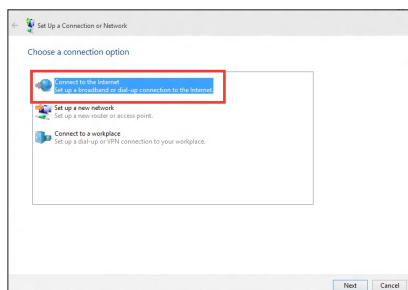 Set Up a Connection or Network
Choose a connection option
Connect to the Internet
Set up a broadband or dial-up connection to the Internet.
Set up a new network
Set up a new router or access point.
Connect to a workplace
Set up a dial-up or VPN connection to your workplace.
Next Cancel